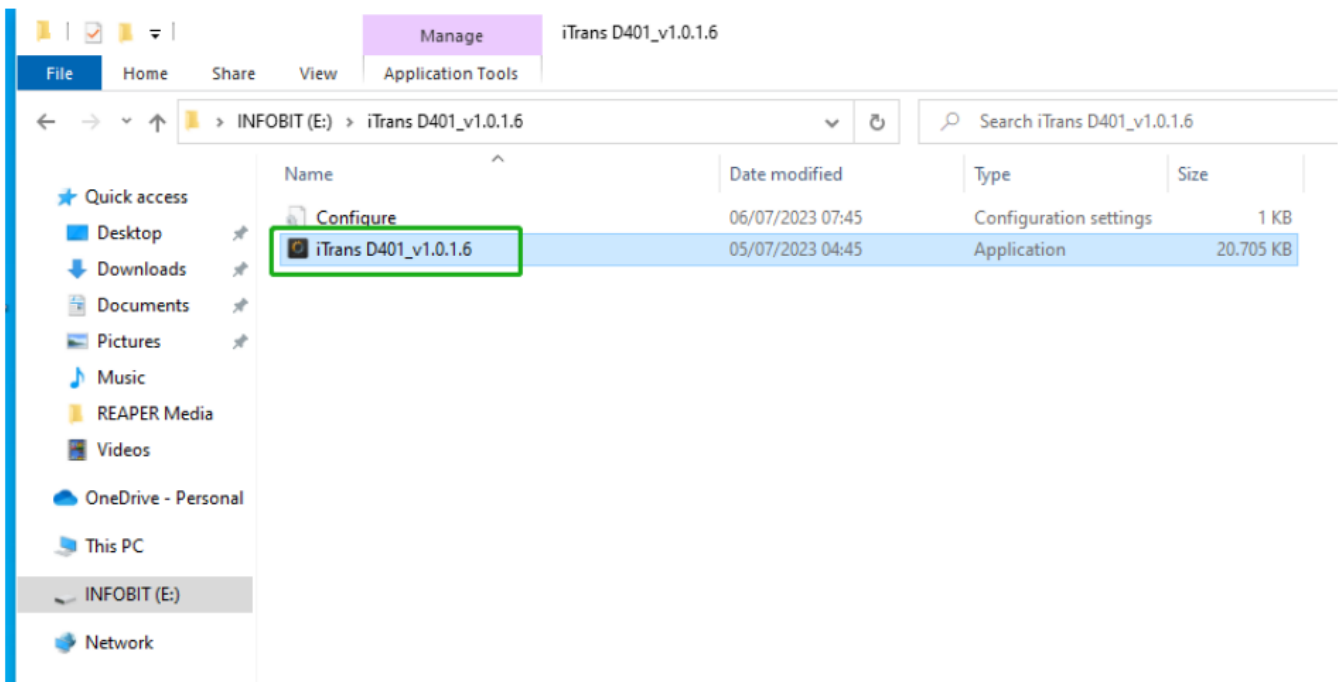 Manage
iTrans D401_v1.0.1.6
File Home Share View Application Tools
INFOBIT (E:) > iTrans D401_v1.0.1.6
Search iTrans D401_v1.0.1.6
Name Date modified Type Size
Quick access
Desktop
Downloads
Documents
Pictures
Music
REAPER Media
Videos
OneDrive - Personal
This PC
INFOBIT (E:)
Network
Configure 06/07/2023 07:45 Configuration settings 1 KB
iTrans D401_v1.0.1.6 05/07/2023 04:45 Application 20.705 KB